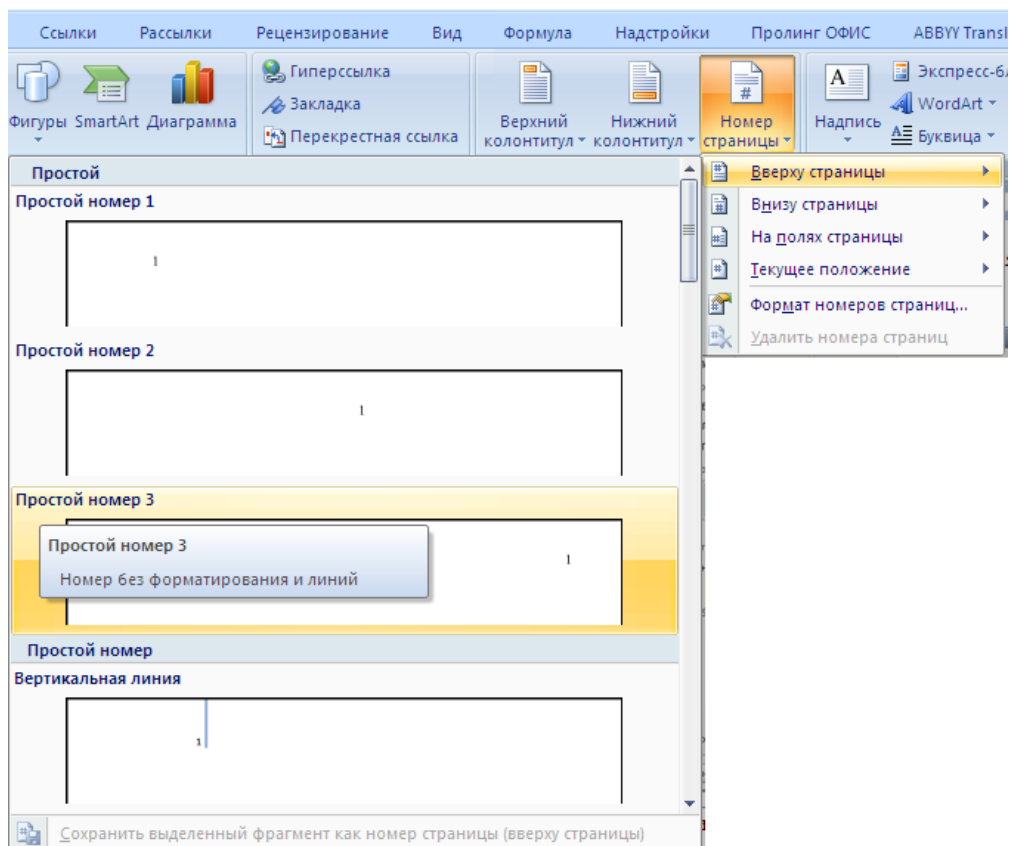 Ссылки Рассылки Рецензирование Вид Формула Надстройки Пролинг ОФИС ABBYY Transl
Фигуры SmartArt Диаграмма
Гиперссылка
Закладка
Перекрестная ссылка
Верхний колонтитул
Нижний колонтитул
Номер страницы
Надпись
Экспресс-б
WordArt
Буквица
Простой
Простой номер 1
1
Простой номер 2
1
Простой номер 3
1
Простой номер 3
Номер без форматирования и линий
Простой номер
Вертикальная линия
1
Сохранить выделенный фрагмент как номер страницы (вверху страницы)
Вверху страницы
Внизу страницы
На полях страницы
Текущее положение
Формат номеров страниц...
Удалить номера страниц